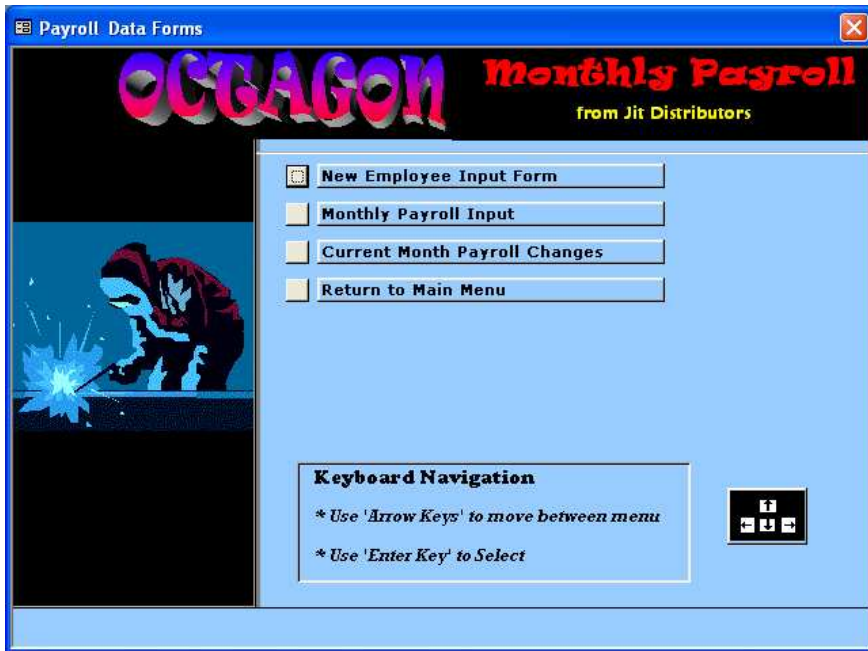 Payroll Data Forms
OCTAGON
Monthly Payroll
from Jit Distributors
New Employee Input Form
Monthly Payroll Input
Current Month Payroll Changes
Return to Main Menu
Keyboard Navigation
* Use 'Arrow Keys' to move between menu
* Use 'Enter Key' to Select